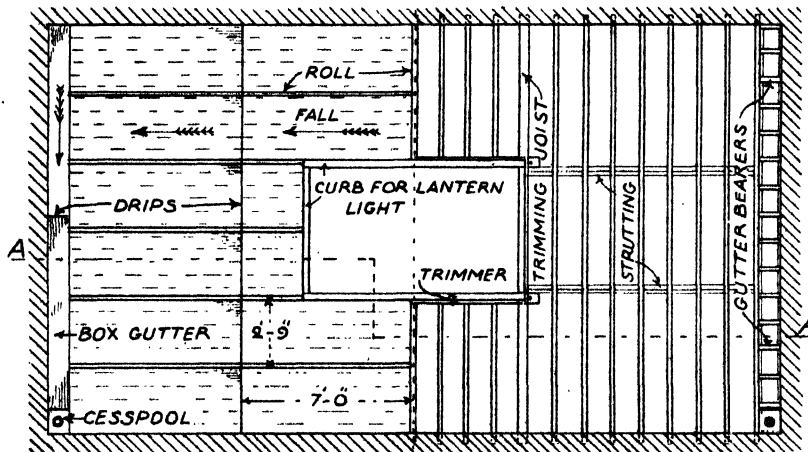 ROLL
FALL
JOIST
TRIMMING
CURB FOR LANTERN
LIGHT
DRIPS
STRUTTING
GUTTER BEARERS
A
TRIMMER
BOX GUTTER
2'-9"
A
7'-0"
CESSPOOL